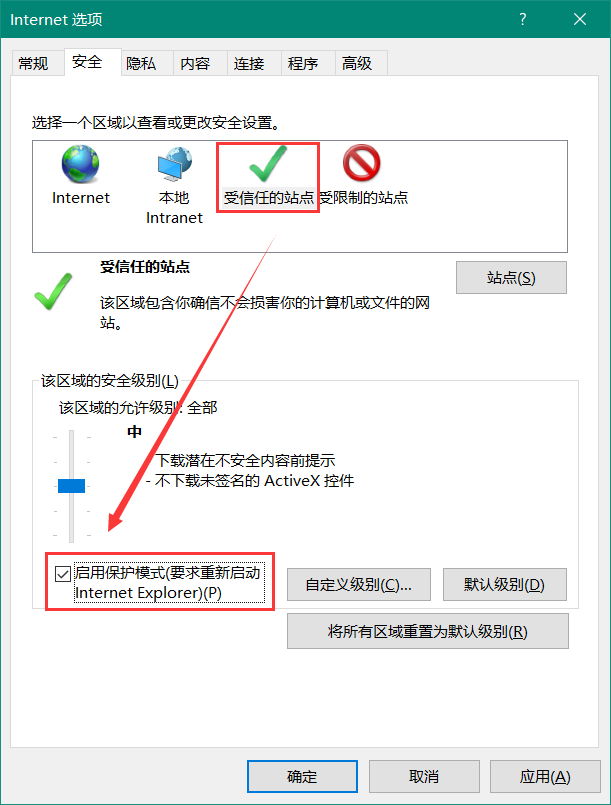 Internet 选项
?
常规 安全 隐私 内容 连接 程序 高级
选择一个区域以查看或更改安全设置。
Internet
本地
Intranet
受信任的站点
受限制的站点
受信任的站点
站点(S)
该区域包含你确信不会损害你的计算机或文件的网
站。
该区域的安全级别(L)
该区域的允许级别: 全部
中
下载潜在不安全内容前提示
- 不下载未签名的 ActiveX 控件
启用保护模式(要求重新启动
Internet Explorer)(P)
自定义级别(C)...
默认级别(D)
将所有区域重置为默认级别(R)
确定
取消
应用(A)